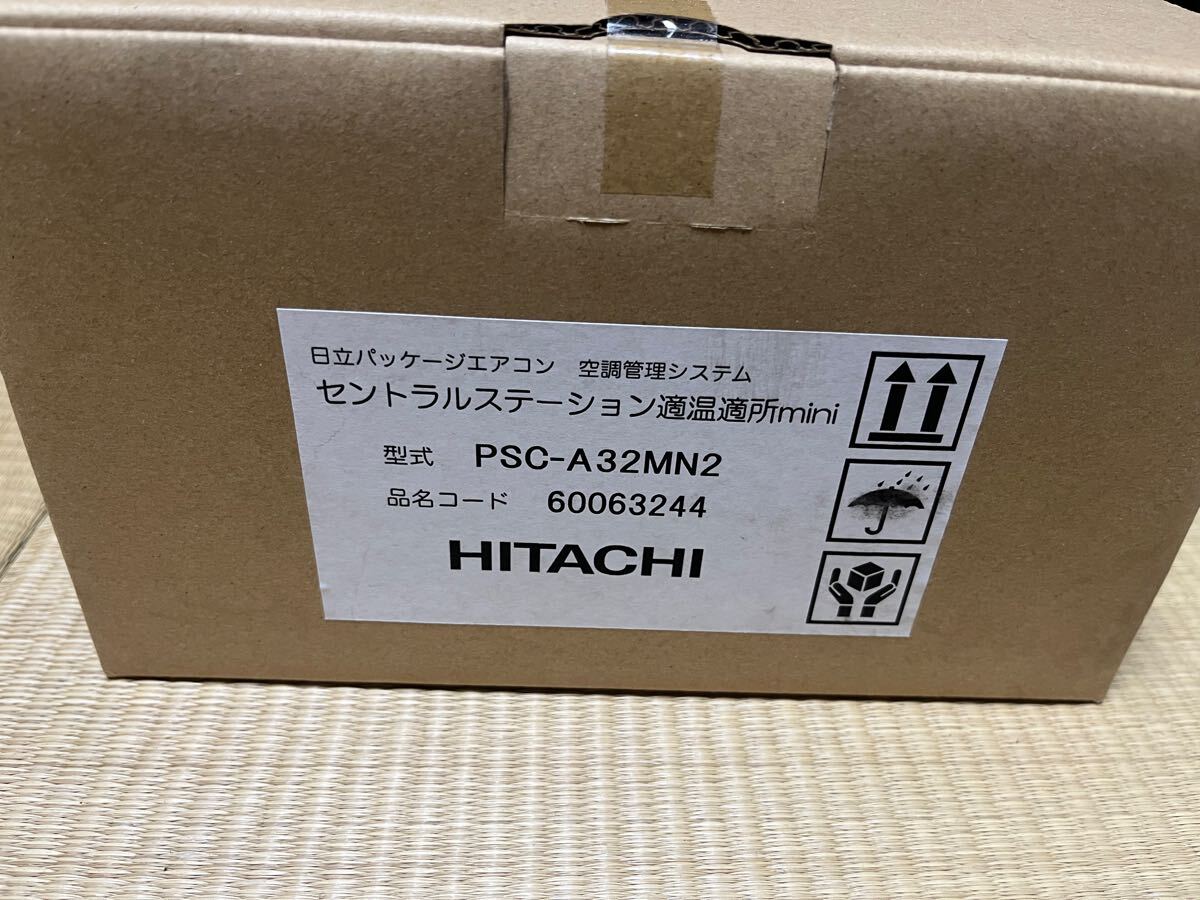 日立パッケージエアコン　空調管理システム
セントラルステーション適温適所mini
型式　PSC-A32MN2
品名コード　60063244
HITACHI